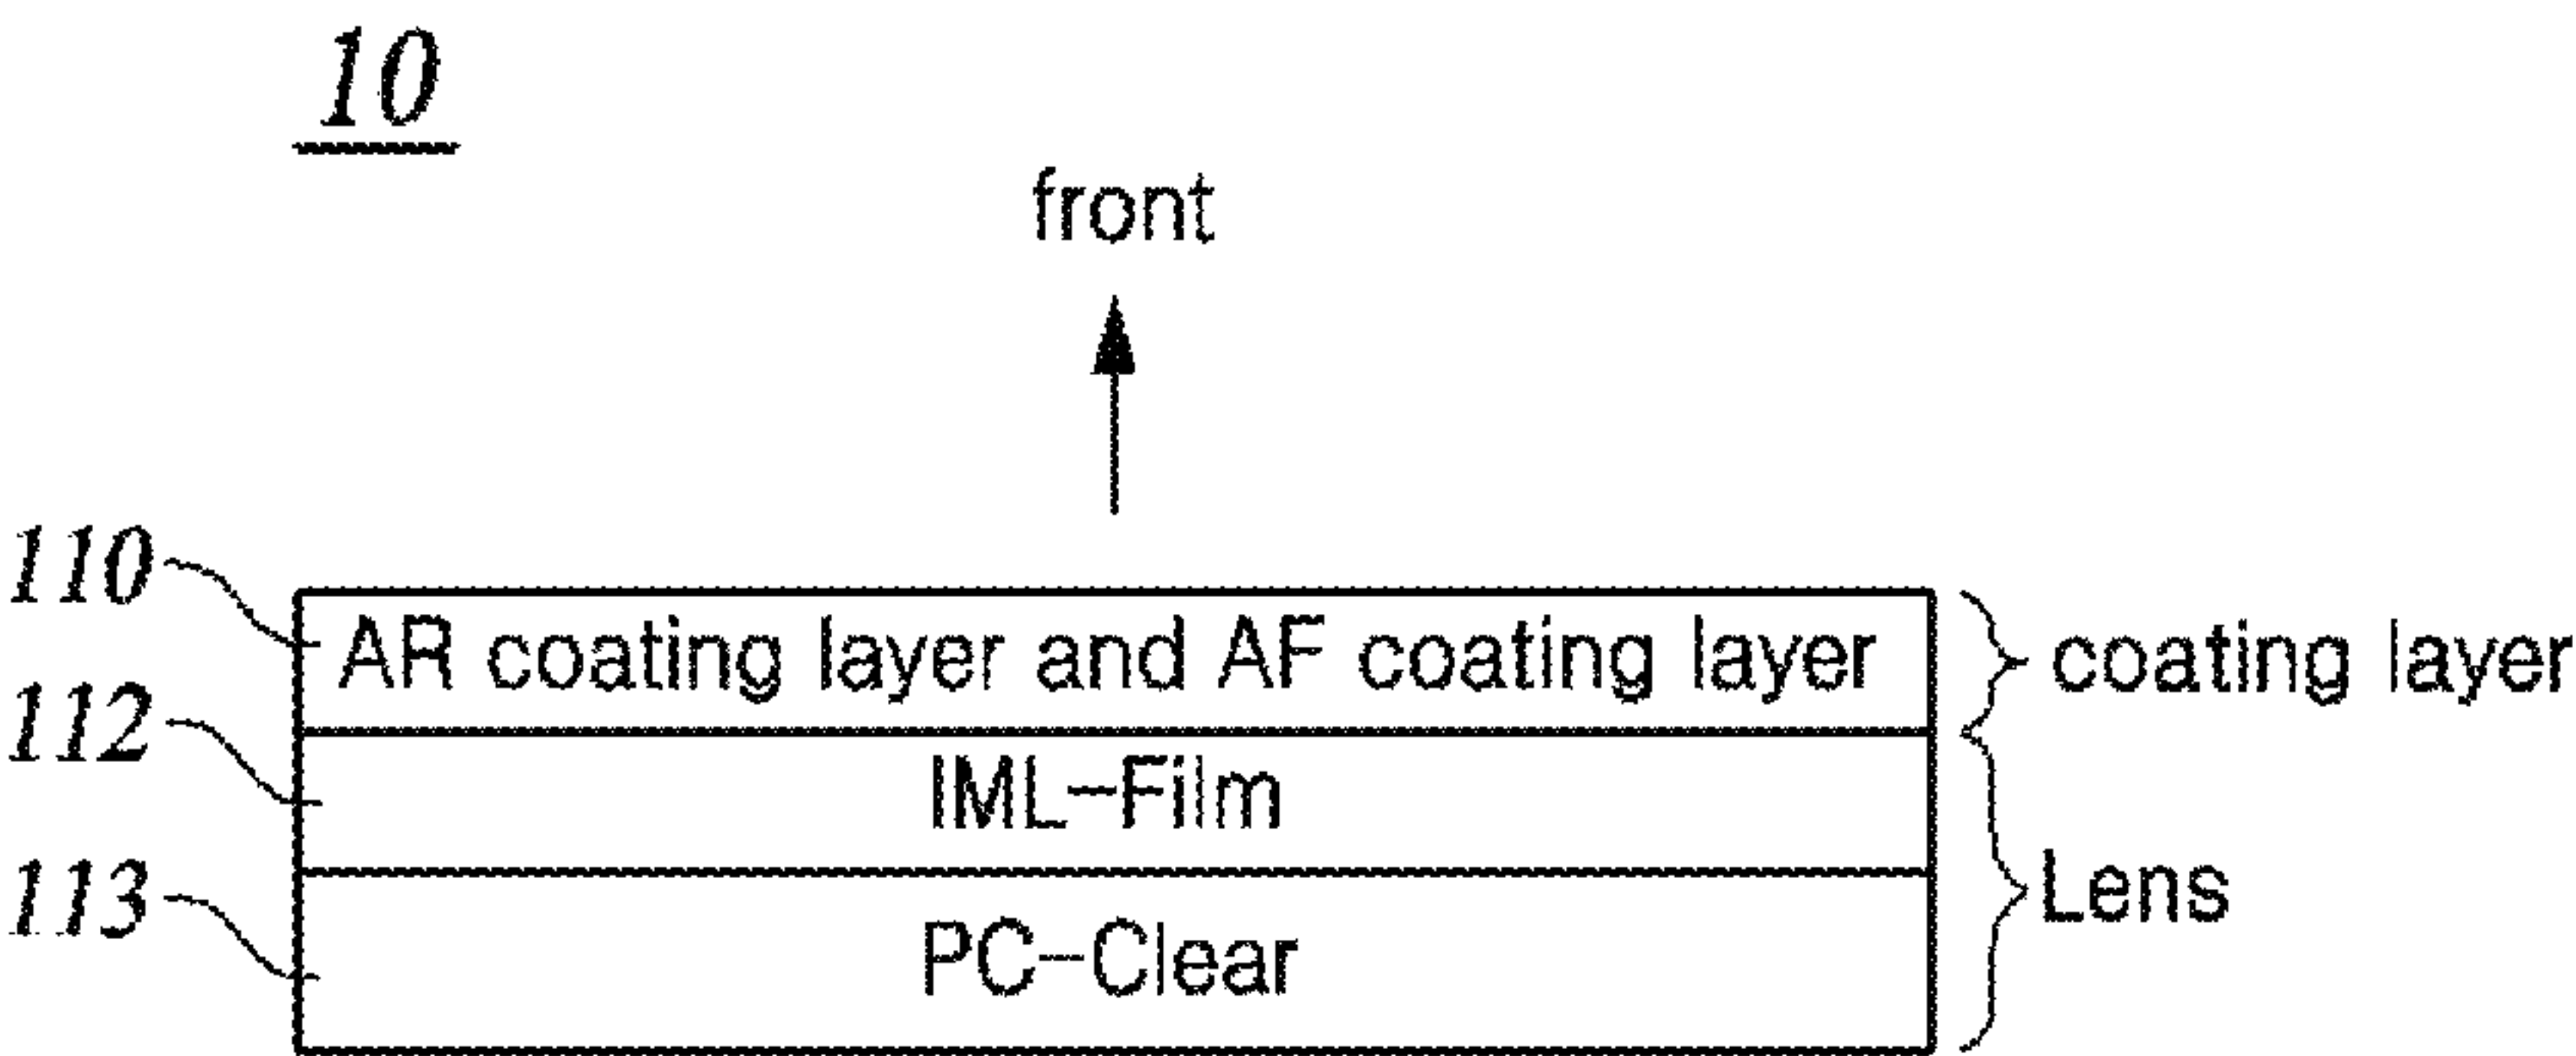 10
front
110
AR coating layer and AF coating layer
coating layer
112
IML-Film
Lens
113
PC-Clear